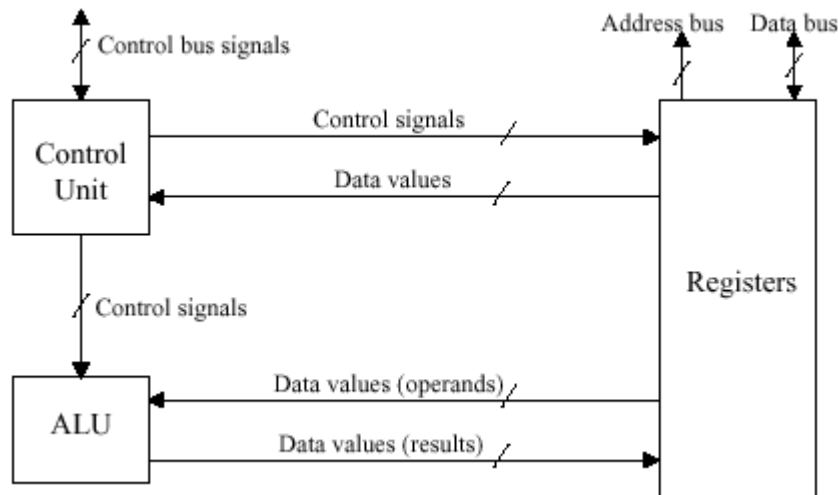 Address bus
Data bus
Control bus signals
Control signals
Control
Unit
Data values
Registers
Control signals
Data values (operands)
ALU
Data values (results)